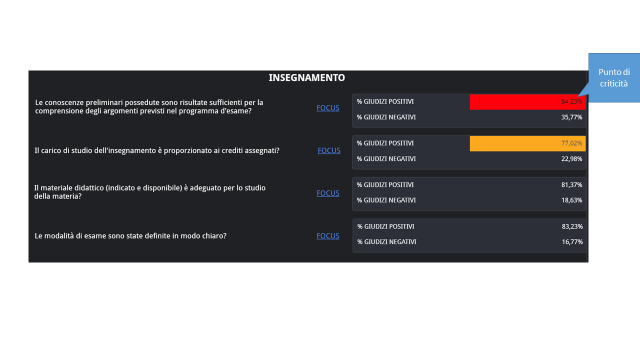 Punto di
criticità
INSEGNAMENTO
Le conoscenze preliminari possedute sono risultate sufficienti per la
comprensione degli argomenti previsti nel programma d'esame?
FOCUS
% GIUDIZI POSITIVI
64,23%
% GIUDIZI NEGATIVI
35,77%
Il carico di studio dell'insegnamento è proporzionato ai crediti assegnati?
FOCUS
% GIUDIZI POSITIVI
77,02%
% GIUDIZI NEGATIVI
22,98%
Il materiale didattico (indicato e disponibile) è adeguato per lo studio
della materia?
FOCUS
% GIUDIZI POSITIVI
81,37%
% GIUDIZI NEGATIVI
18,63%
Le modalità di esame sono state definite in modo chiaro?
FOCUS
% GIUDIZI POSITIVI
83,23%
% GIUDIZI NEGATIVI
16,77%